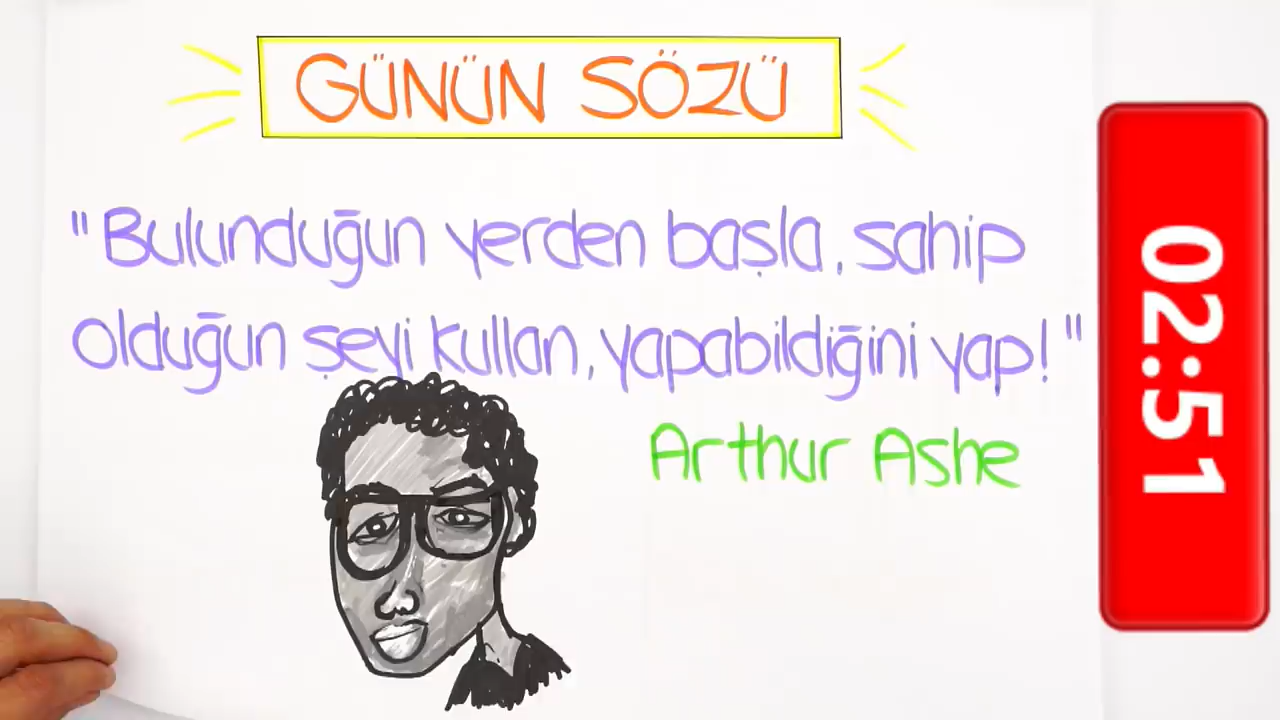 GÜNÜN SÖZÜ
"Bulunduğun yerden başla, sahip
olduğun şeyi kullan, yapabildiğini yap!"
Arthur Ashe
02:51